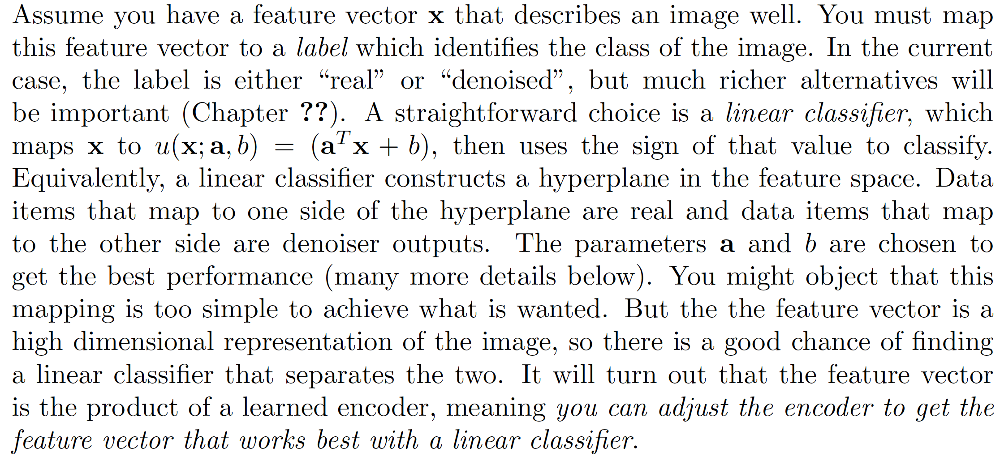 Assume you have a feature vector x that describes an image well. You must map
this feature vector to a label which identifies the class of the image. In the current
case, the label is either “real” or “denoised”, but much richer alternatives will
be important (Chapter ??). A straightforward choice is a linear classifier, which
maps x to u(x; a, b) = (a^T x + b), then uses the sign of that value to classify.
Equivalently, a linear classifier constructs a hyperplane in the feature space. Data
items that map to one side of the hyperplane are real and data items that map
to the other side are denoiser outputs. The parameters a and b are chosen to
get the best performance (many more details below). You might object that this
mapping is too simple to achieve what is wanted. But the the feature vector is a
high dimensional representation of the image, so there is a good chance of finding
a linear classifier that separates the two. It will turn out that the feature vector
is the product of a learned encoder, meaning you can adjust the encoder to get the
feature vector that works best with a linear classifier.